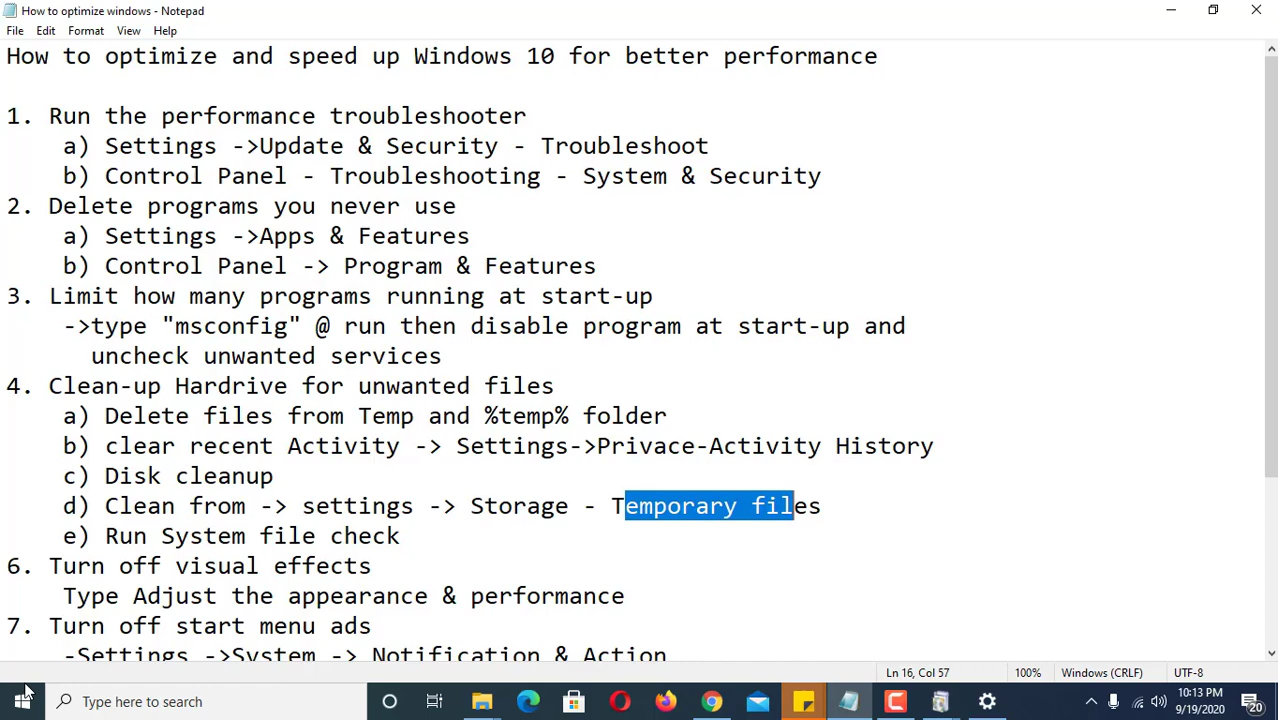 How to optimize windows - Notepad
File Edit Format View Help
How to optimize and speed up Windows 10 for better performance
1. Run the performance troubleshooter
a) Settings ->Update & Security - Troubleshoot
b) Control Panel - Troubleshooting - System & Security
2. Delete programs you never use
a) Settings ->Apps & Features
b) Control Panel -> Program & Features
3. Limit how many programs running at start-up
->type "msconfig" @ run then disable program at start-up and
uncheck unwanted services
4. Clean-up Hardrive for unwanted files
a) Delete files from Temp and %temp% folder
b) clear recent Activity -> Settings->Privace-Activity History
c) Disk cleanup
d) Clean from -> settings -> Storage - Temporary files
e) Run System file check
6. Turn off visual effects
Type Adjust the appearance & performance
7. Turn off start menu ads
-Settings ->System -> Notification & Action
Ln 16, Col 57 100% Windows (CRLF) UTF-8
Type here to search
10:13 PM
9/19/2020
20